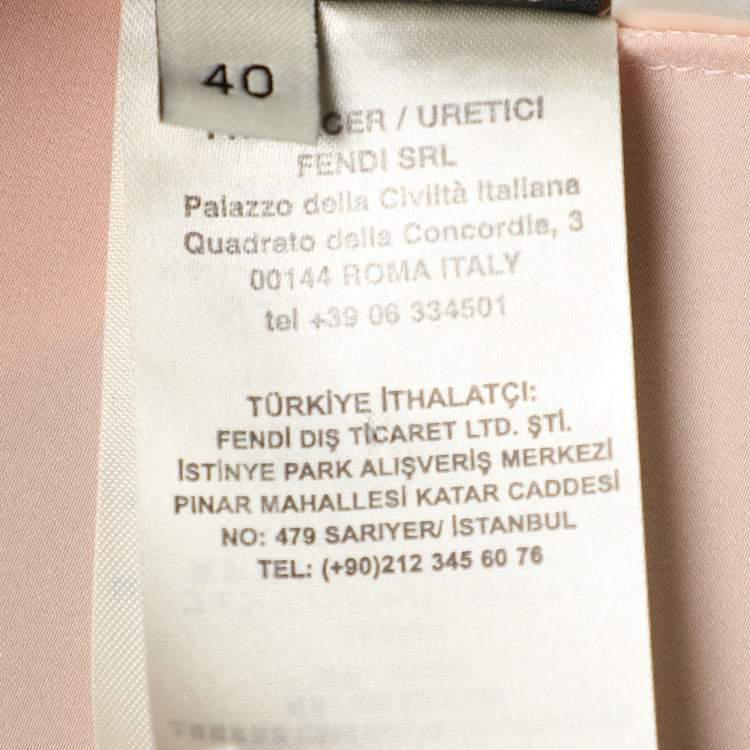 40
CER / URETICI
FENDI SRL
Palazzo della Civiltà Italiana
Quadrato della Concordia, 3
00144 ROMA ITALY
tel +39 06 334501
TÜRKİYE İTHALATÇI:
FENDİ DIŞ TİCARET LTD. ŞTİ.
İSTİNYE PARK ALIŞVERİŞ MERKEZİ
PINAR MAHALLESİ KATAR CADDESİ
NO: 479 SARIYER/ İSTANBUL
TEL: (+90)212 345 60 76